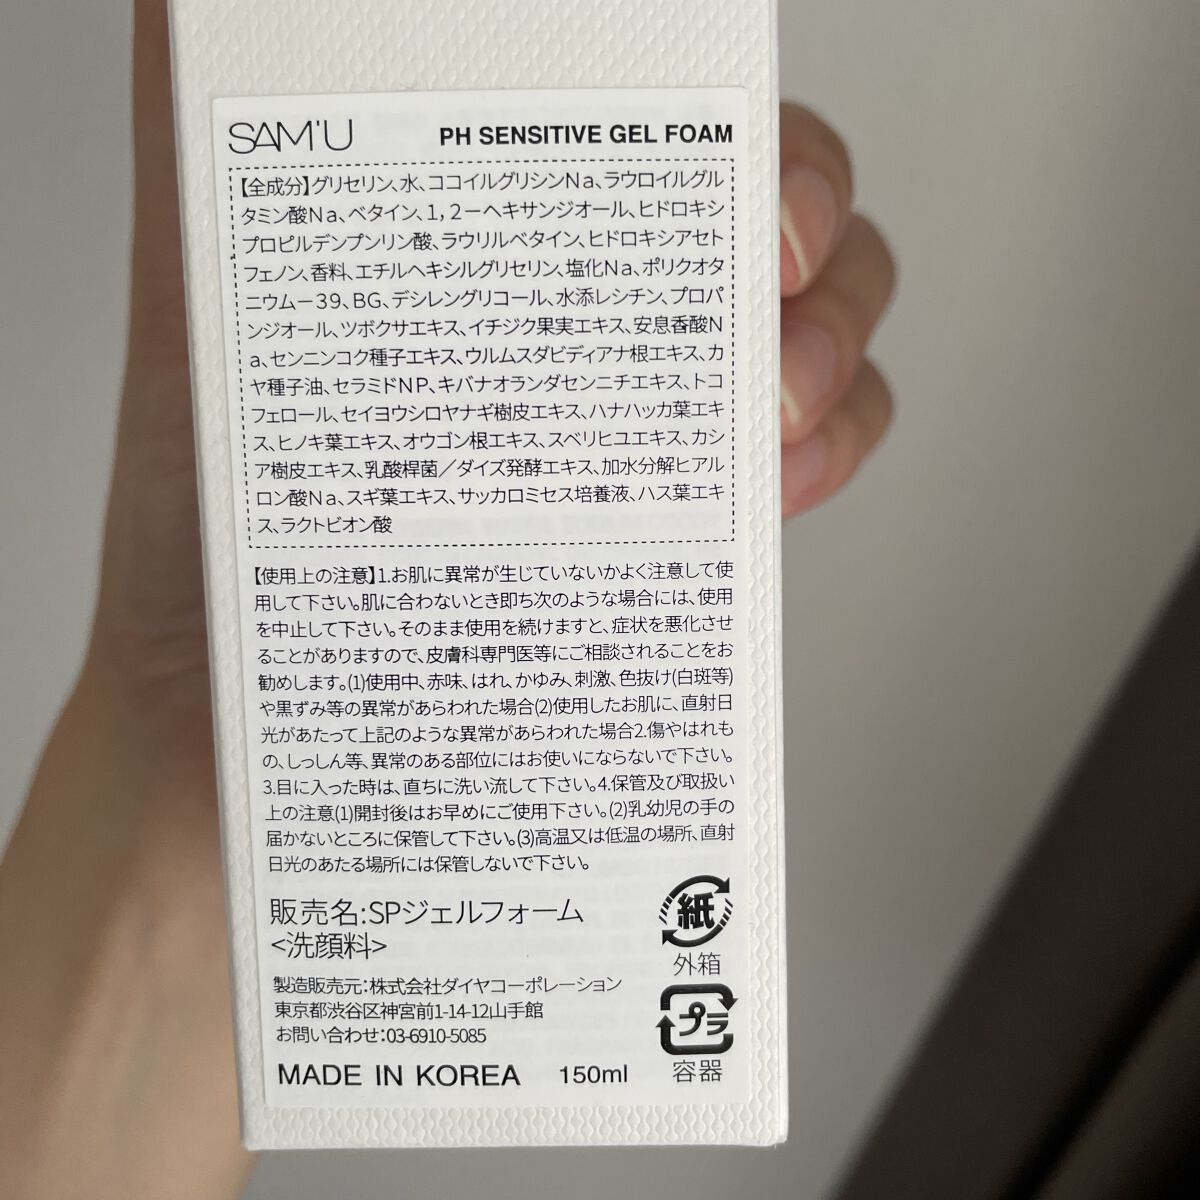 SAM'U
PH SENSITIVE GEL FOAM
【全成分】グリセリン、水、ココイルグリシンNa、ラウロイルグル
タミン酸Na、ベタイン、1,2－ヘキサンジオール、ヒドロキシ
プロピルデンプンリン酸、ラウリルベタイン、ヒドロキシアセト
フェノン、香料、エチルヘキシルグリセリン、塩化Na、ポリクオタ
ニウム－39、BG、デシレングリコール、水添レシチン、プロパ
ンジオール、ツボクサエキス、イチジク果実エキス、安息香酸N
a、センニンコク種子エキス、ウルムスダビディアナ根エキス、カ
ヤ種子油、セラミドNP、キバナオランダセンニチエキス、トコ
フェロール、セイヨウシロヤナギ樹皮エキス、ハナハッカ葉エキ
ス、ヒノキ葉エキス、オウゴン根エキス、スベリヒユエキス、カシ
ア樹皮エキス、乳酸桿菌／ダイズ発酵エキス、加水分解ヒアル
ロン酸Na、スギ葉エキス、サッカロミセス培養液、ハス葉エキ
ス、ラクトビオン酸
【使用上の注意】1.お肌に異常が生じていないかよく注意して使
用して下さい。肌に合わないとき即ち次のような場合には、使用
を中止して下さい。そのまま使用を続けますと、症状を悪化させ
ることがありますので、皮膚科専門医等にご相談されることをお
勧めします。(1)使用中、赤味、はれ、かゆみ、刺激、色抜け(白斑等)
や黒ずみ等の異常があらわれた場合(2)使用したお肌に、直射日
光があたって上記のような異常があらわれた場合2.傷やはれも
の、しっしん等、異常のある部位にはお使いにならないで下さい。
3.目に入った時は、直ちに洗い流して下さい。4.保管及び取扱い
上の注意(1)開封後はお早めにご使用下さい。(2)乳幼児の手の
届かないところに保管して下さい。(3)高温又は低温の場所、直射
日光のあたる場所には保管しないで下さい。
販売名:SPジェルフォーム
<洗顔料>
紙
外箱
製造販売元:株式会社ダイヤコーポレーション
東京都渋谷区神宮前1-14-12山手館
お問い合わせ:03-6910-5085
プラ
容器
MADE IN KOREA 150ml